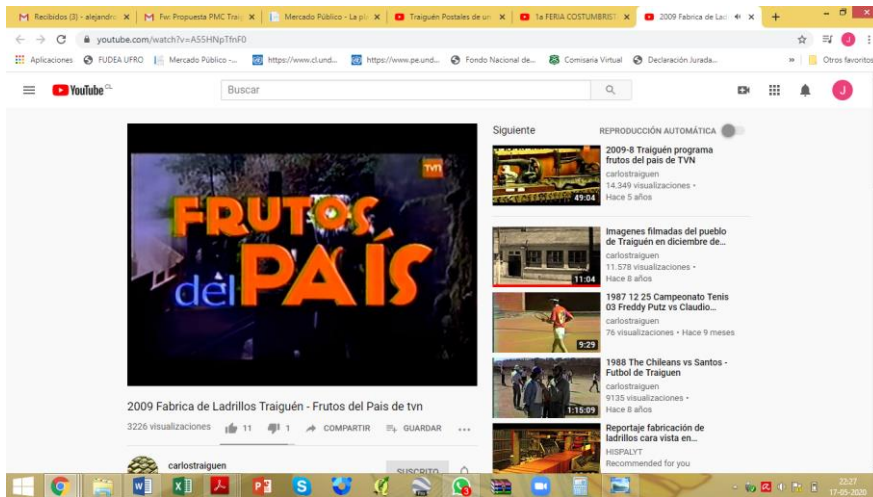 Recibidos (3) - alejandro
Fwr Propuesta PMC Traig
Mercado Público - La pl
Traiguén Postales de un
1a FERIA COSTUMBRIST
2009 Fabrica de Lad
youtube.com/watch?v=A55HNpTfnF0
Aplicaciones
FUDEA UFRO
Mercado Público -...
https://www.cl.und...
https://www.pe.und...
Fondo Nacional de...
Comisaria Virtual
Declaración Jurada...
Otros favoritos
YouTube CL
Buscar
J
FRUTOS
del PAÍS
tvn
2009 Fabrica de Ladrillos Traiguén - Frutos del Pais de tvn
3226 visualizaciones
11
1
COMPARTIR
GUARDAR
carlostraiguen
SUSCRITO
Siguiente
REPRODUCCIÓN AUTOMÁTICA
49:04
2009-8 Traiguén programa
frutos del pais de TVN
carlostraiguen
14.349 visualizaciones •
Hace 5 años
11:04
Imagenes filmadas del pueblo
de Traiguén en diciembre de...
carlostraiguen
11.578 visualizaciones •
Hace 8 años
9:29
1987 12 25 Campeonato Tenis
03 Freddy Putz vs Claudio...
carlostraiguen
76 visualizaciones • Hace 9 meses
1:15:09
1988 The Chileans vs Santos -
Futbol de Traiguen
carlostraiguen
9135 visualizaciones •
Hace 8 años
Reportaje fabricación de
ladrillos cara vista en...
HISPALYT
Recommended for you
22:27
17-05-2020